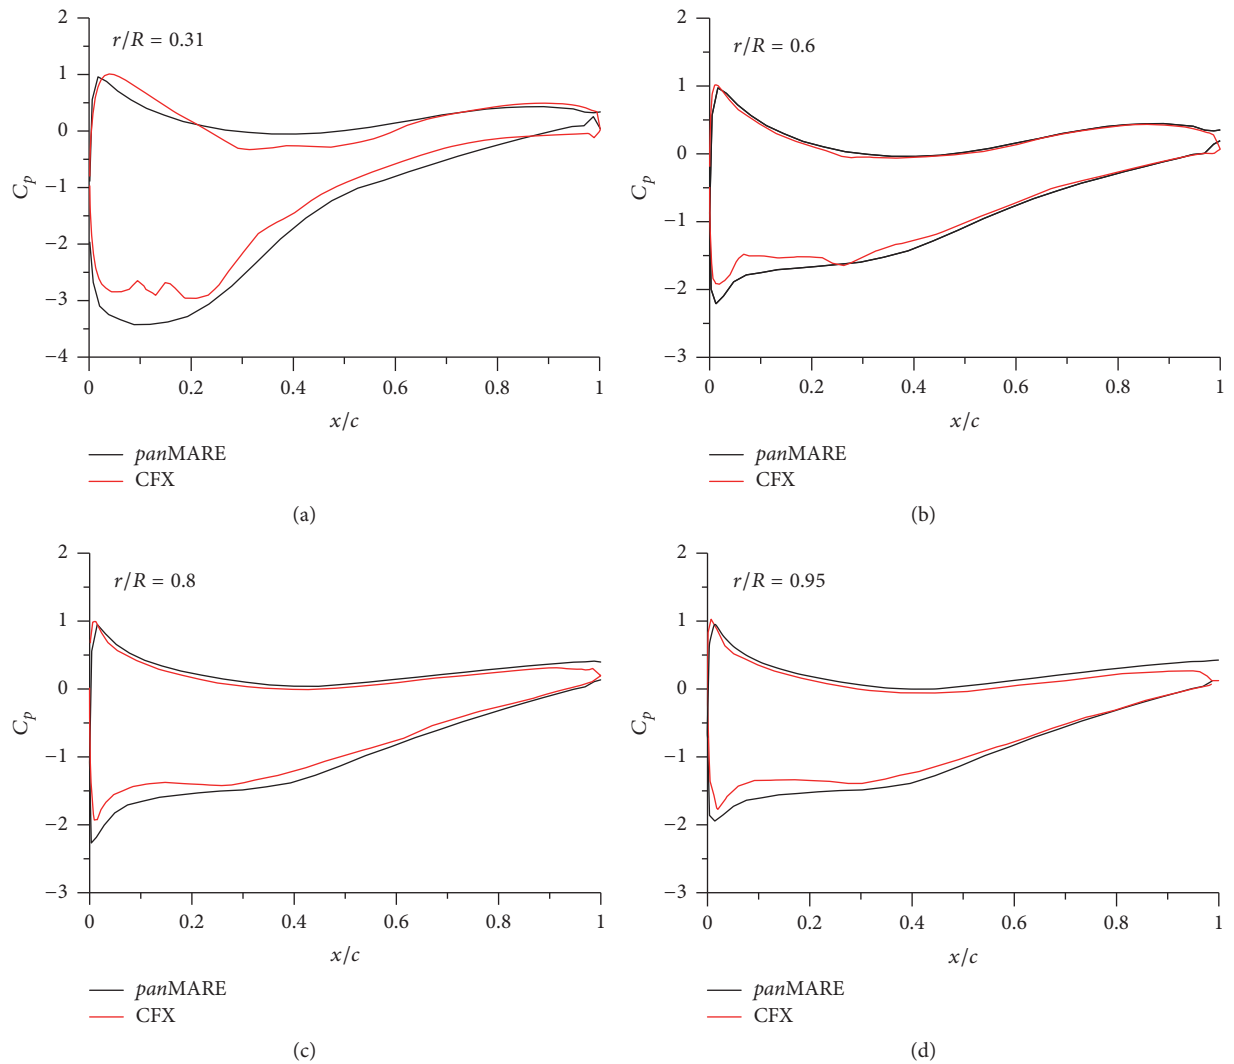 2
r/R = 0.31
1
0
−1
−2
−3
−4
C_p
0 0.2 0.4 0.6 0.8 1
x/c
panMARE
CFX
(a)
2
r/R = 0.6
1
0
−1
−2
−3
C_p
0 0.2 0.4 0.6 0.8 1
x/c
panMARE
CFX
(b)
2
r/R = 0.8
1
0
−1
−2
−3
C_p
0 0.2 0.4 0.6 0.8 1
x/c
panMARE
CFX
(c)
2
r/R = 0.95
1
0
−1
−2
−3
C_p
0 0.2 0.4 0.6 0.8 1
x/c
panMARE
CFX
(d)